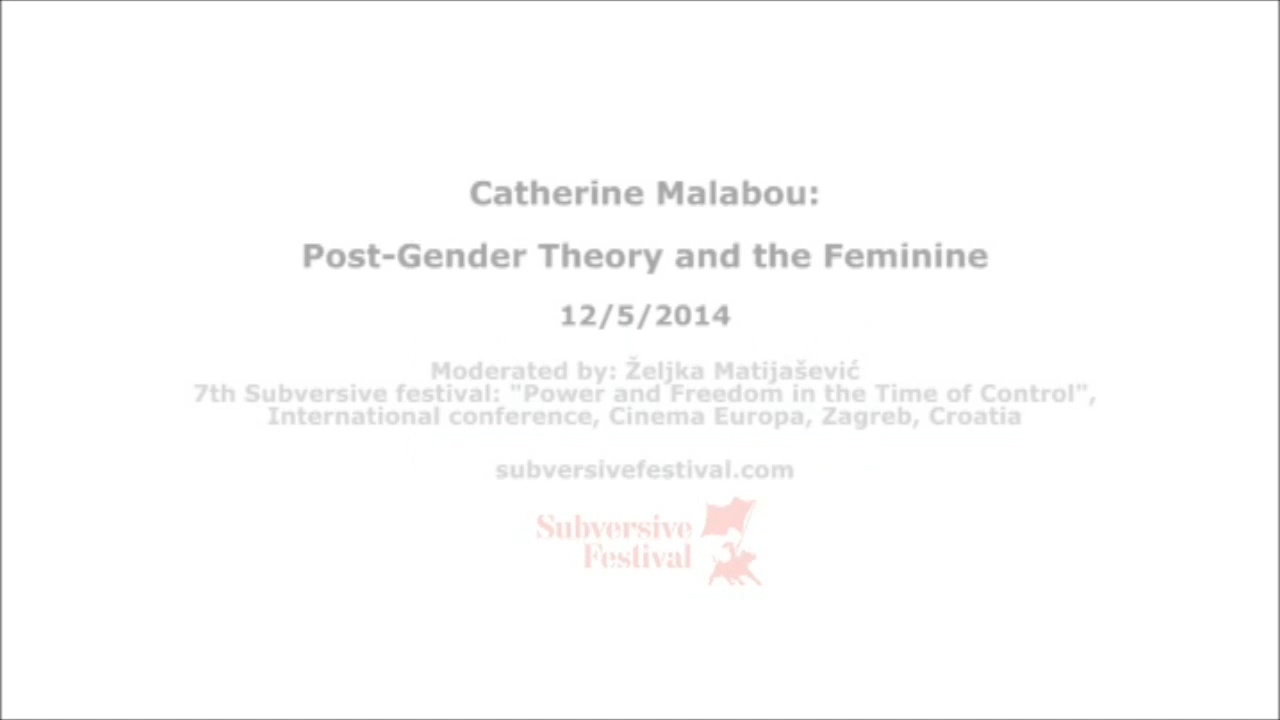 Catherine Malabou:
Post-Gender Theory and the Feminine
12/5/2014
Moderated by: Željka Matijašević
7th Subversive festival: "Power and Freedom in the Time of Control",
International conference, Cinema Europa, Zagreb, Croatia
subversivefestival.com
Subversive
Festival